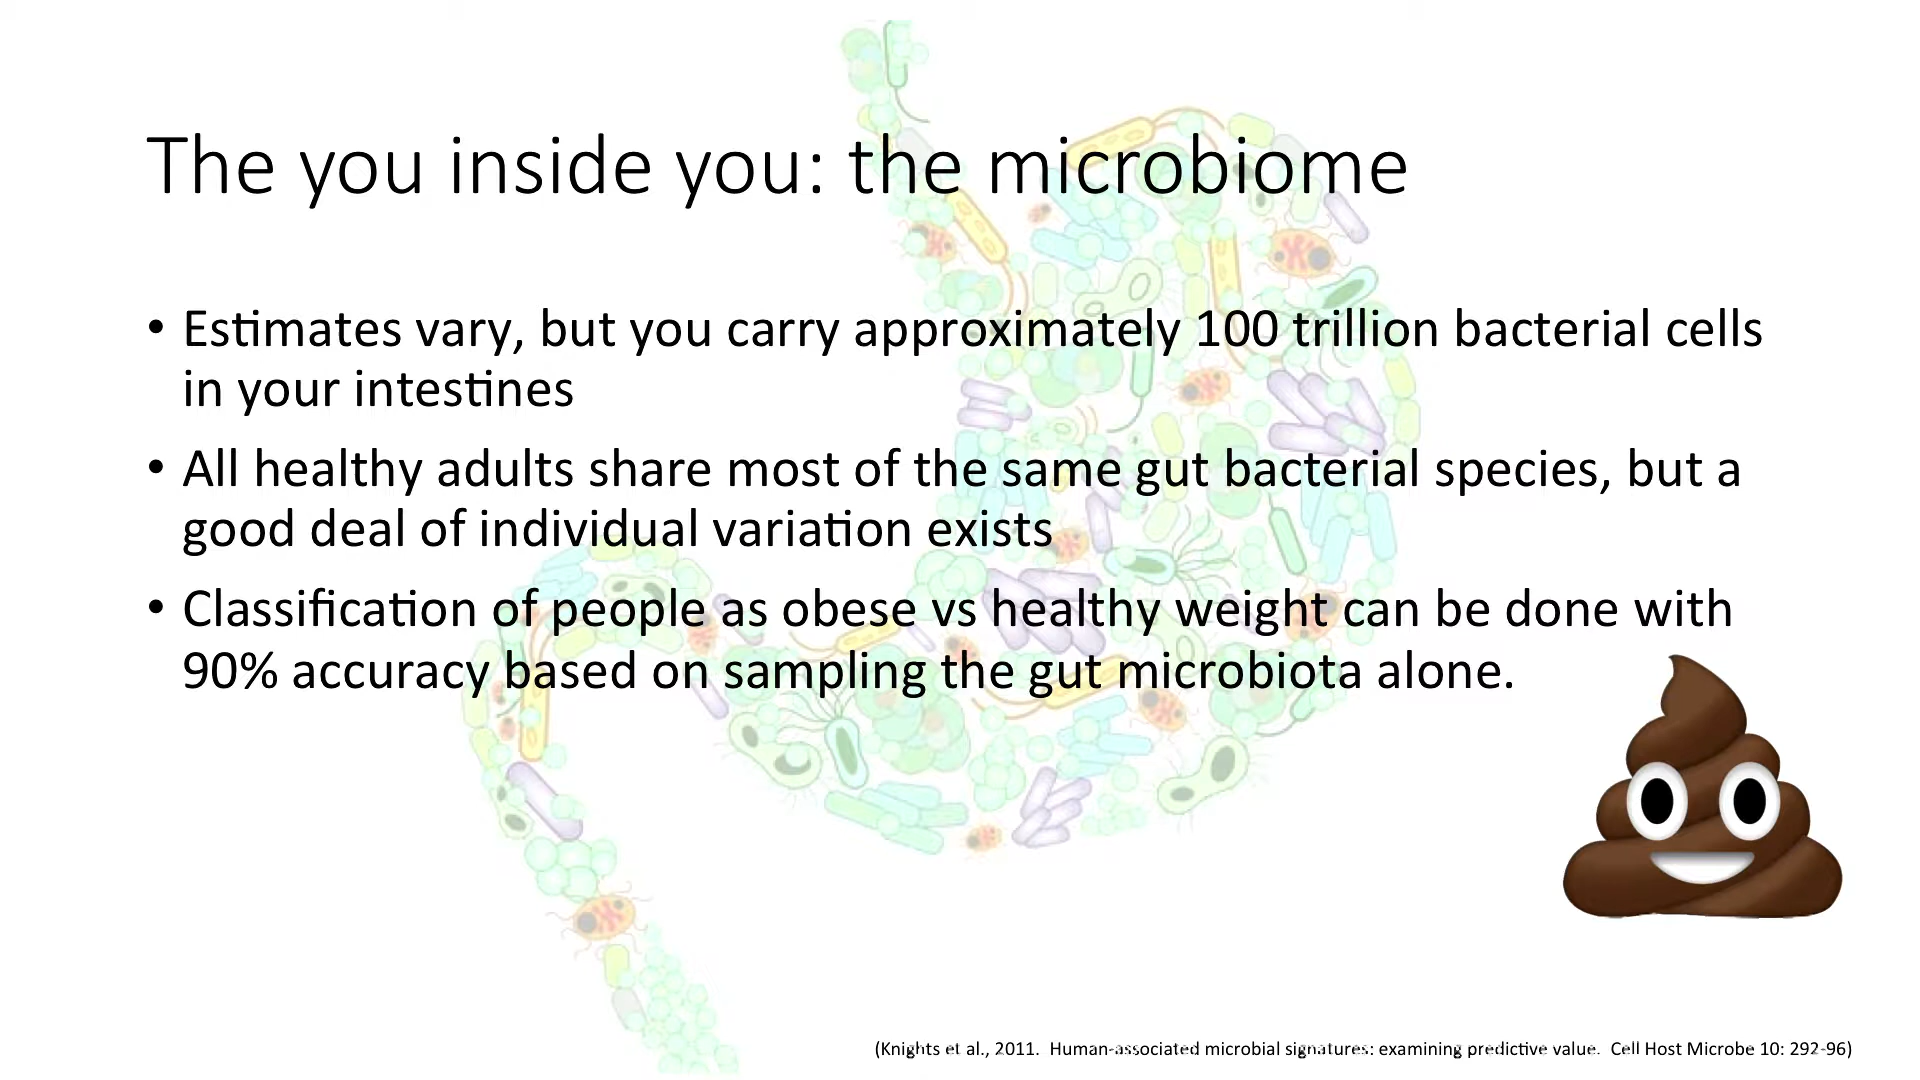 The you inside you: the microbiome
• Estimates vary, but you carry approximately 100 trillion bacterial cells
in your intestines
• All healthy adults share most of the same gut bacterial species, but a
good deal of individual variation exists
• Classification of people as obese vs healthy weight can be done with
90% accuracy based on sampling the gut microbiota alone.
(Knights et al., 2011. Human-associated microbial signatures: examining predictive value. Cell Host Microbe 10: 292-96)